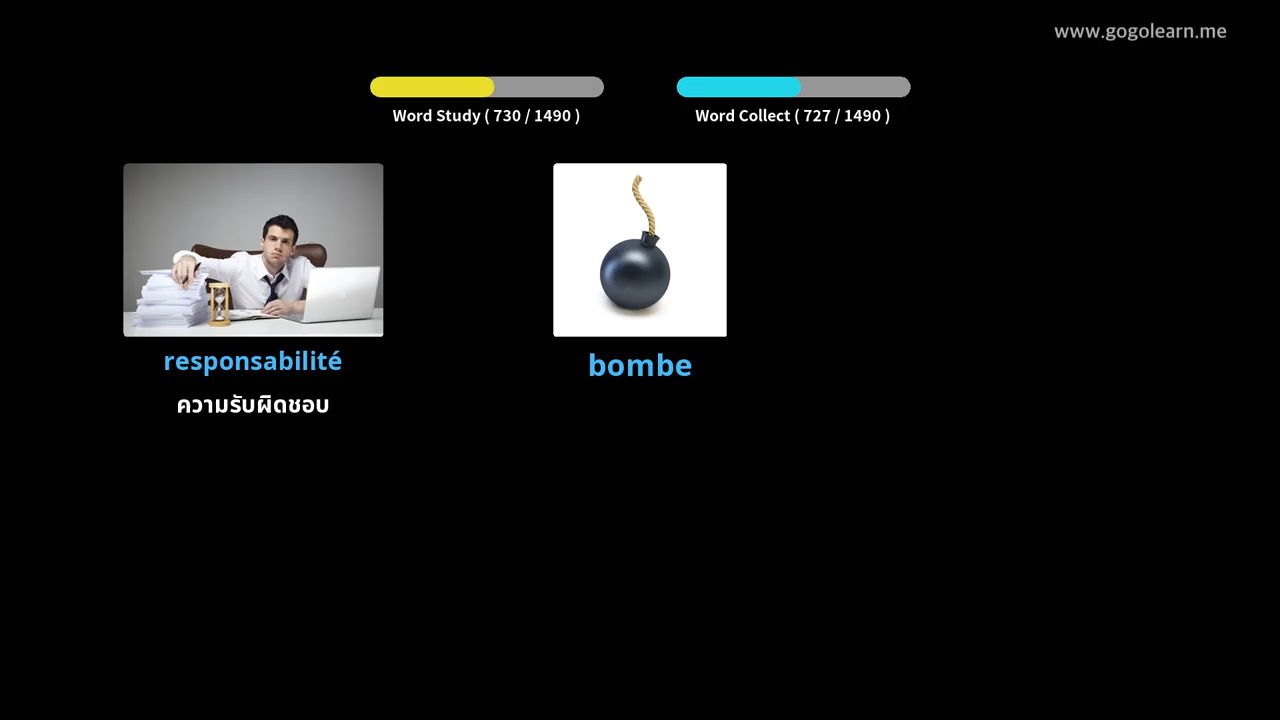 www.gogolearn.me
Word Study ( 730 / 1490 )
Word Collect ( 727 / 1490 )
responsabilité
ความรับผิดชอบ
bombe